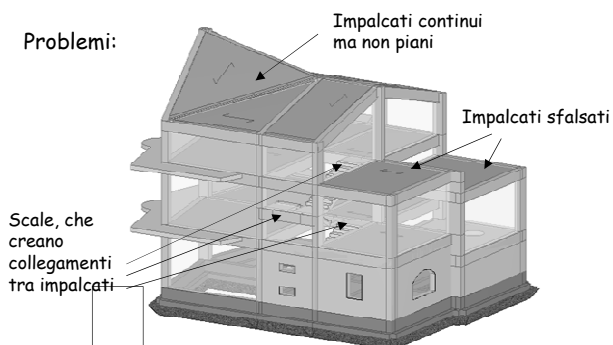 Problemi:
Impalcati continui
ma non piani
Impalcati sfalsati
Scale, che
creano
collegamenti
tra impalcati